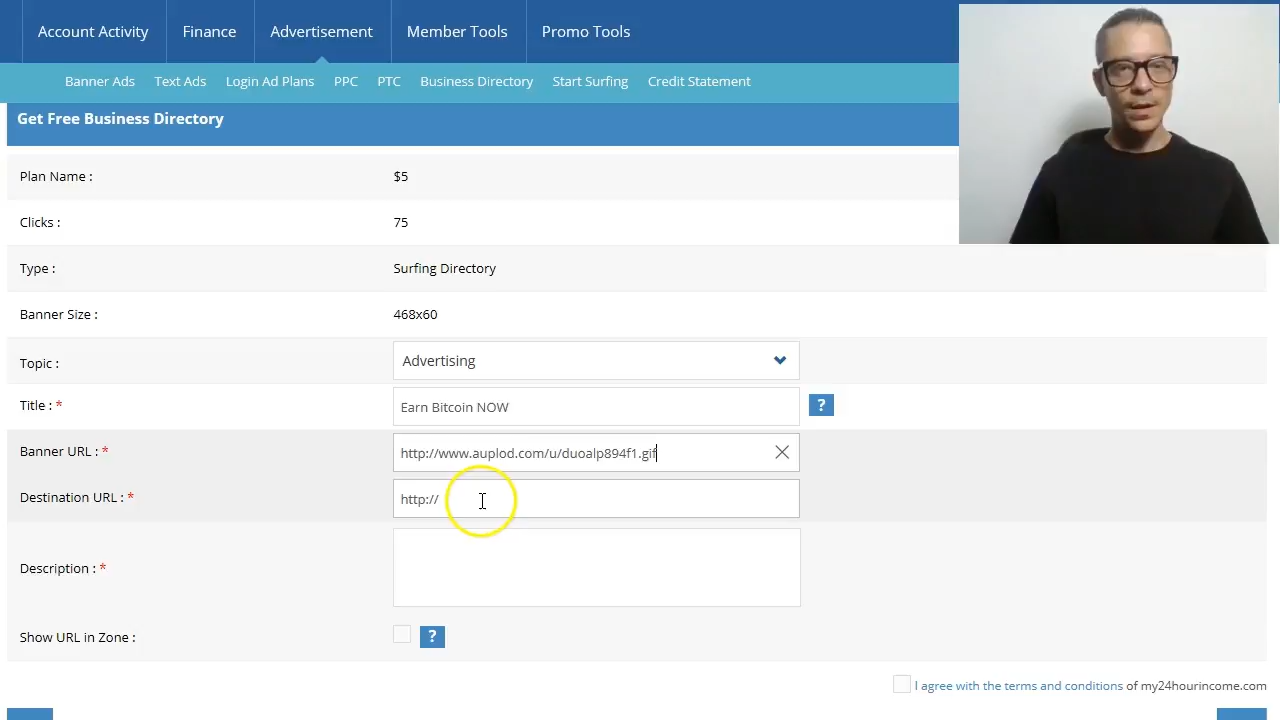 Account Activity Finance Advertisement Member Tools Promo Tools
Banner Ads Text Ads Login Ad Plans PPC PTC Business Directory Start Surfing Credit Statement
Get Free Business Directory
Plan Name : $5
Clicks : 75
Type : Surfing Directory
Banner Size : 468x60
Topic : Advertising
Title : * Earn Bitcoin NOW ?
Banner URL : * http://www.auplod.com/u/duoalp894f1.gif
Destination URL : * http://
Description : *
Show URL in Zone : ?
I agree with the terms and conditions of my24hourincome.com